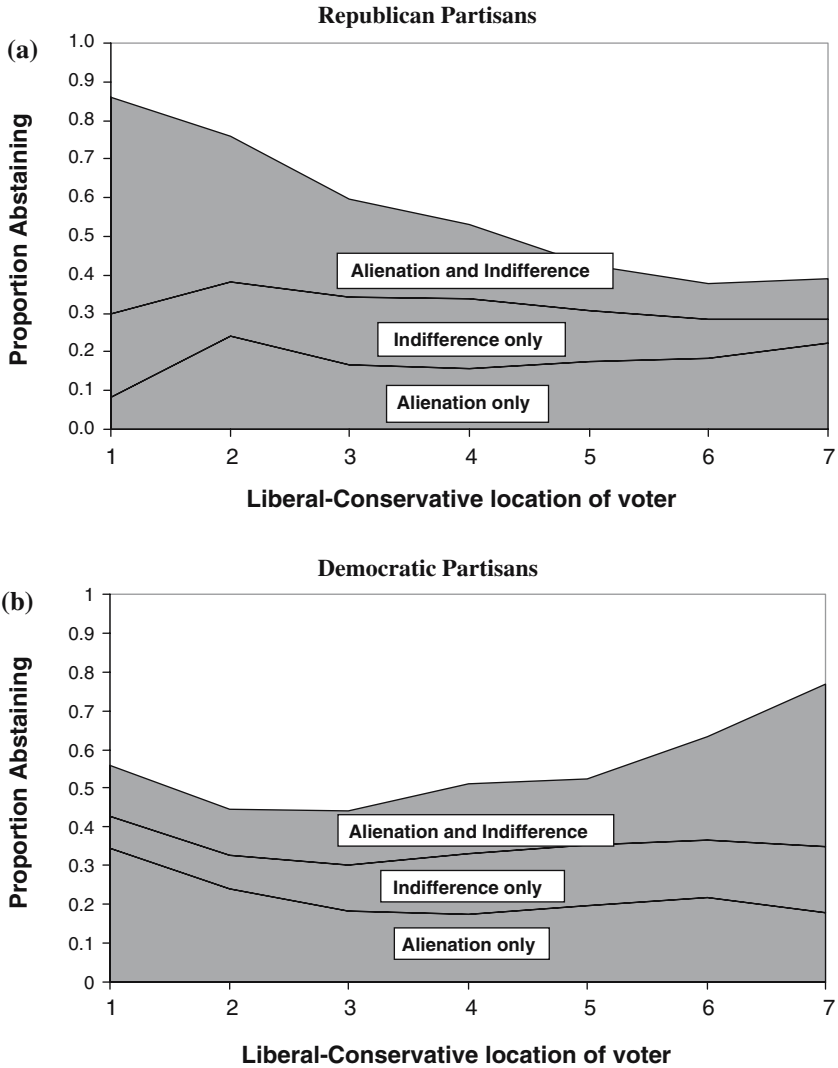 Republican Partisans
(a)
Proportion Abstaining
1.0
0.9
0.8
0.7
0.6
0.5
0.4
0.3
0.2
0.1
0.0
Alienation and Indifference
Indifference only
Alienation only
1 2 3 4 5 6 7
Liberal-Conservative location of voter
Democratic Partisans
(b)
Proportion Abstaining
1
0.9
0.8
0.7
0.6
0.5
0.4
0.3
0.2
0.1
0
Alienation and Indifference
Indifference only
Alienation only
1 2 3 4 5 6 7
Liberal-Conservative location of voter